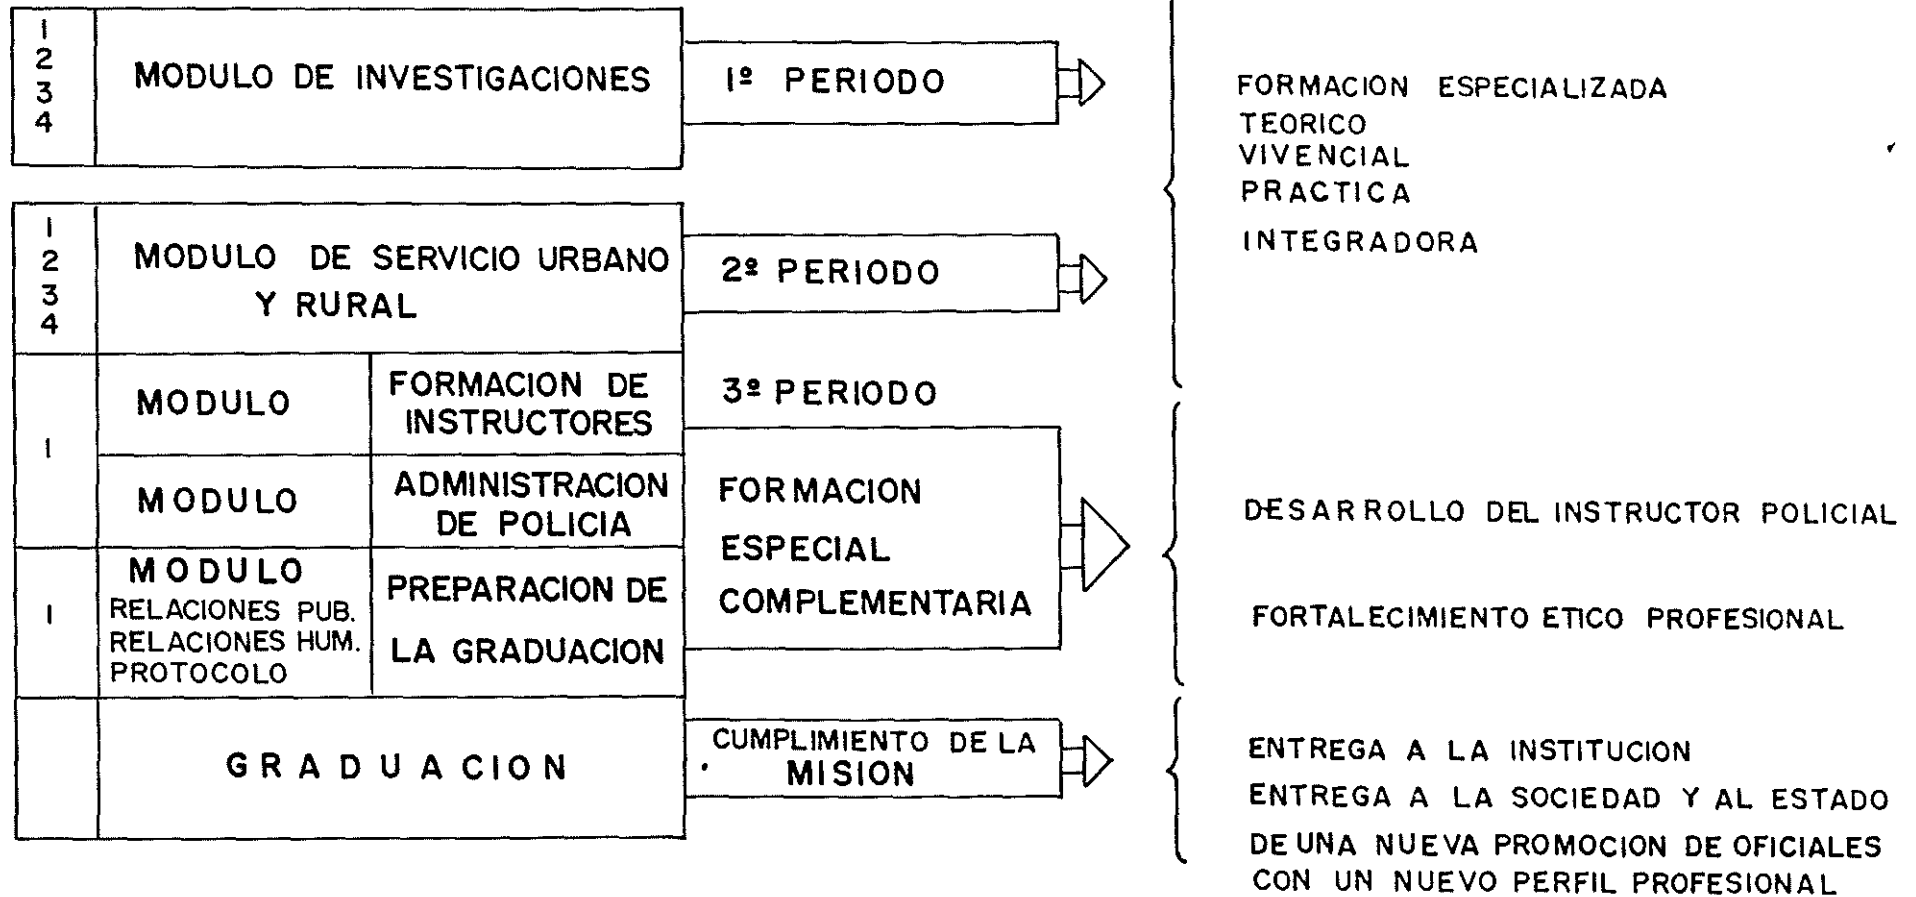 1
2
3
4
MODULO DE INVESTIGACIONES
1º PERIODO
FORMACION ESPECIALIZADA
TEORICO
VIVENCIAL
PRACTICA
INTEGRADORA
1
2
3
4
MODULO DE SERVICIO URBANO
Y RURAL
2º PERIODO
1
MODULO
FORMACION DE
INSTRUCTORES
3º PERIODO
MODULO
ADMINISTRACION
DE POLICIA
FORMACION
ESPECIAL
COMPLEMENTARIA
DESARROLLO DEL INSTRUCTOR POLICIAL
FORTALECIMIENTO ETICO PROFESIONAL
1
MODULO
RELACIONES PUB.
RELACIONES HUM.
PROTOCOLO
PREPARACION DE
LA GRADUACION
GRADUACION
CUMPLIMIENTO DE LA
MISION
ENTREGA A LA INSTITUCION
ENTREGA A LA SOCIEDAD Y AL ESTADO
DE UNA NUEVA PROMOCION DE OFICIALES
CON UN NUEVO PERFIL PROFESIONAL